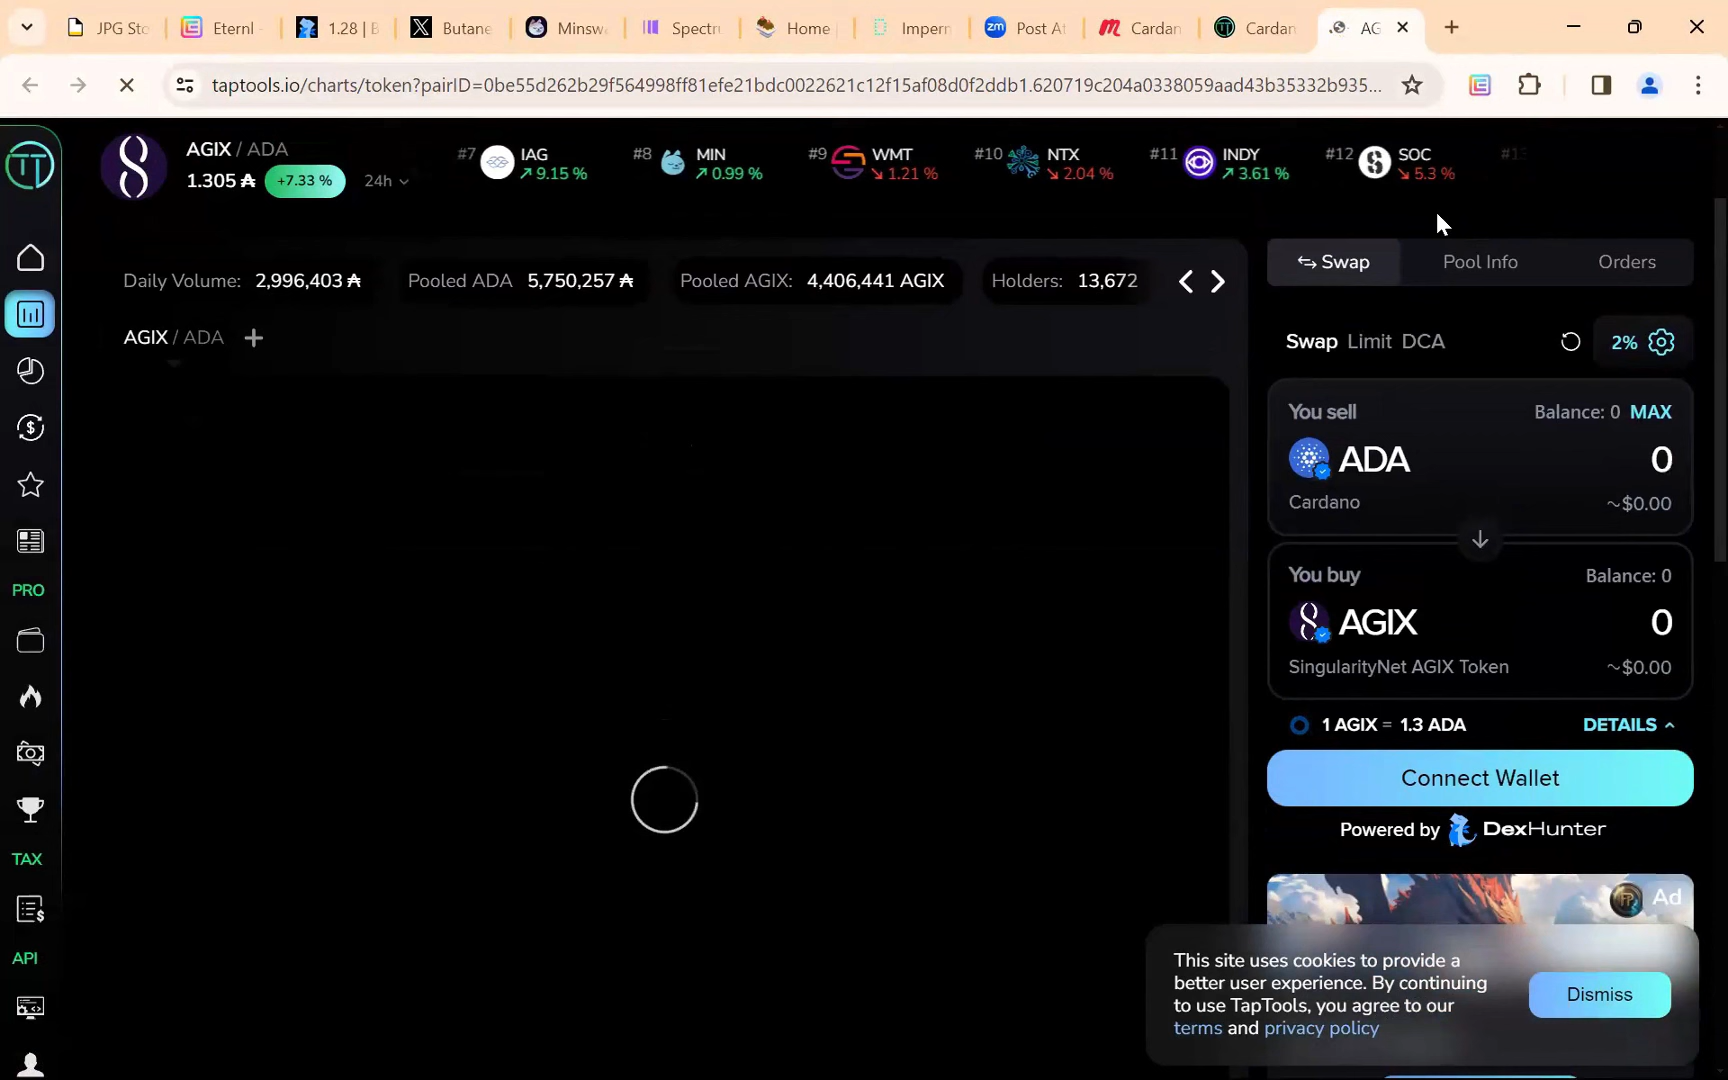 JPG Sto
Eternl
1.28 | B
Butane
Minswa
Spectru
Home |
Imperm
Post At
Cardan
Cardan
AG
taptools.io/charts/token?pairID=0be55d262b29f564998ff81efe21bdc0022621c12f15af08d0f2ddb1.620719c204a0338059aad43b35332b935...
AGIX / ADA
1.305 ₳ +7.33 % 24h
#7 IAG
9.15 %
#8 MIN
0.99 %
#9 WMT
1.21 %
#10 NTX
2.04 %
#11 INDY
3.61 %
#12 SOC
5.3 %
#13
Daily Volume: 2,996,403 ₳ Pooled ADA 5,750,257 ₳ Pooled AGIX: 4,406,441 AGIX Holders: 13,672
AGIX / ADA +
PRO
TAX
API
Swap Pool Info Orders
Swap Limit DCA 2%
You sell Balance: 0 MAX
ADA 0
Cardano ~$0.00
You buy Balance: 0
AGIX 0
SingularityNet AGIX Token ~$0.00
1 AGIX = 1.3 ADA DETAILS
Connect Wallet
Powered by DexHunter
Ad
This site uses cookies to provide a
better user experience. By continuing
to use TapTools, you agree to our
terms and privacy policy
Dismiss